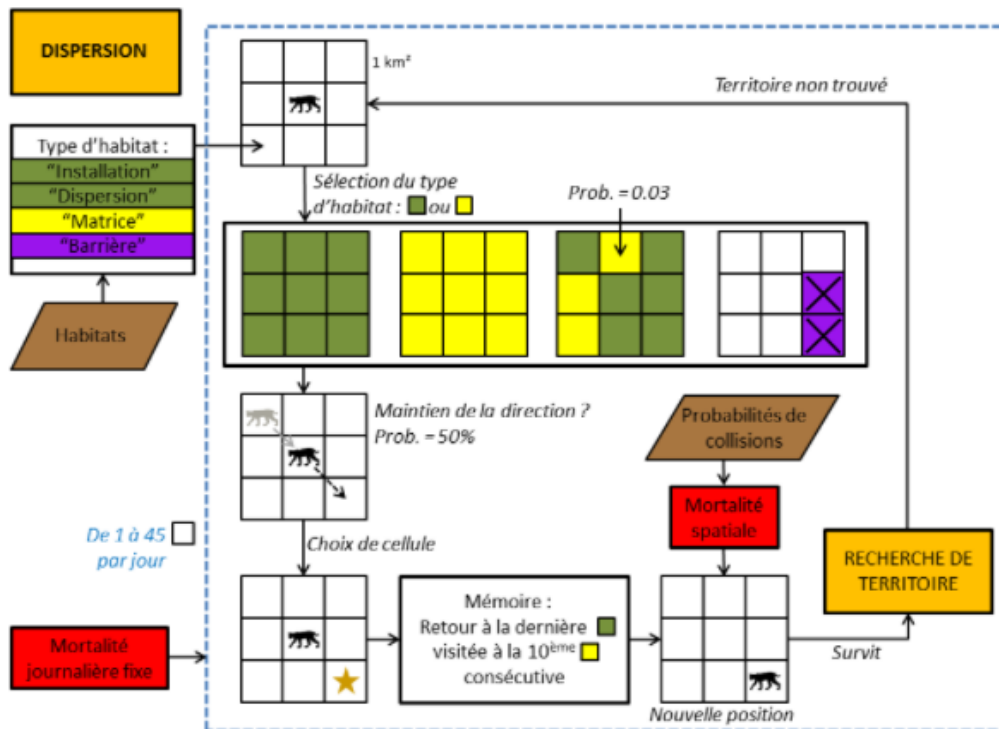 DISPERSION
1 km²
Territoire non trouvé
Type d'habitat :
"Installation"
"Dispersion"
"Matrice"
"Barrière"
Sélection du type
d'habitat : ou
Prob. = 0.03
Habitats
Maintien de la direction ?
Prob. = 50%
Probabilités de
collisions
Mortalité
spatiale
De 1 à 45
par jour
Choix de cellule
RECHERCHE DE
TERRITOIRE
Mémoire :
Retour à la dernière
visitée à la 10ème
consécutive
Mortalité
journalière fixe
Survit
Nouvelle position